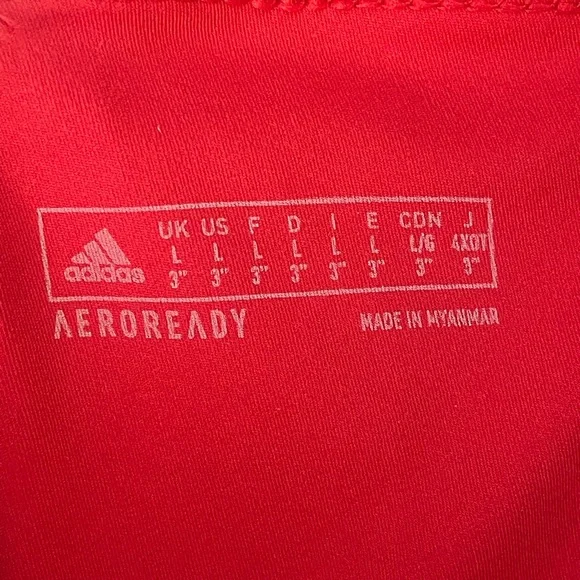 UK US F D I E CDN J
L L L L L L L/G 4XOT
adidas 3" 3" 3" 3" 3" 3" 3" 3"
AEROREADY MADE IN MYANMAR